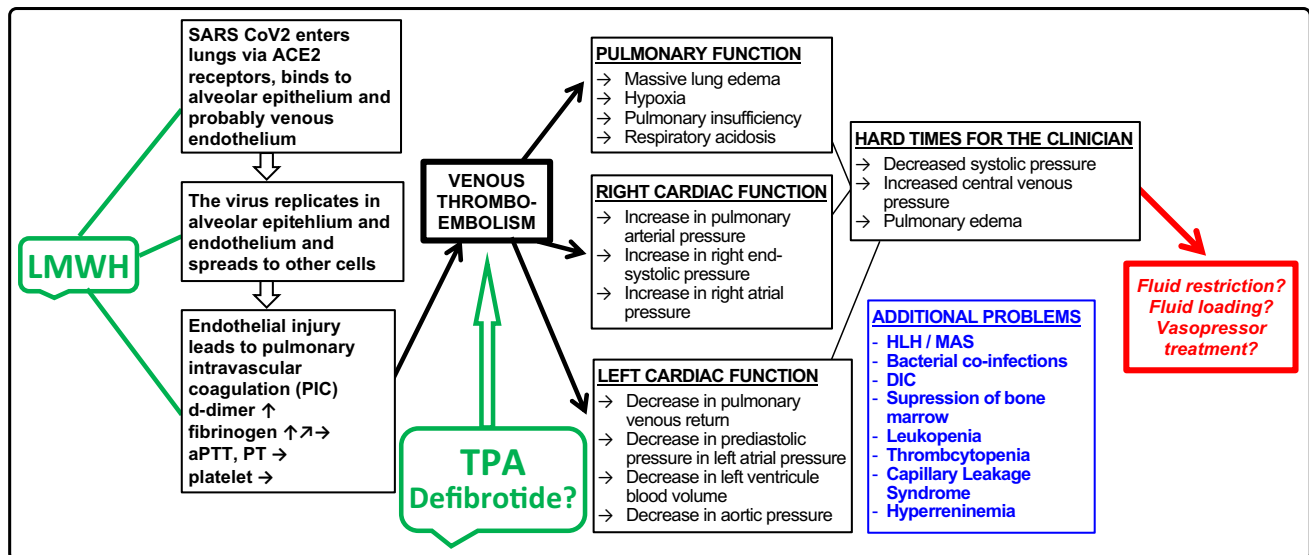 SARS CoV2 enters
lungs via ACE2
receptors, binds to
alveolar epithelium and
probably venous
endothelium
The virus replicates in
alveolar epitehlium and
endothelium and
spreads to other cells
LMWH
Endothelial injury
leads to pulmonary
intravascular
coagulation (PIC)
d-dimer ↑
fibrinogen ↑↗→
aPTT, PT →
platelet →
VENOUS
THROMBO-
EMBOLISM
TPA
Defibrotide?
PULMONARY FUNCTION
→ Massive lung edema
→ Hypoxia
→ Pulmonary insufficiency
→ Respiratory acidosis
RIGHT CARDIAC FUNCTION
→ Increase in pulmonary
arterial pressure
→ Increase in right end-
systolic pressure
→ Increase in right atrial
pressure
LEFT CARDIAC FUNCTION
→ Decrease in pulmonary
venous return
→ Decrease in prediastolic
pressure in left atrial pressure
→ Decrease in left ventricule
blood volume
→ Decrease in aortic pressure
HARD TIMES FOR THE CLINICIAN
→ Decreased systolic pressure
→ Increased central venous
pressure
→ Pulmonary edema
ADDITIONAL PROBLEMS
- HLH / MAS
- Bacterial co-infections
- DIC
- Supression of bone
marrow
- Leukopenia
- Thrombcytopenia
- Capillary Leakage
Syndrome
- Hyperreninemia
Fluid restriction?
Fluid loading?
Vasopressor
treatment?